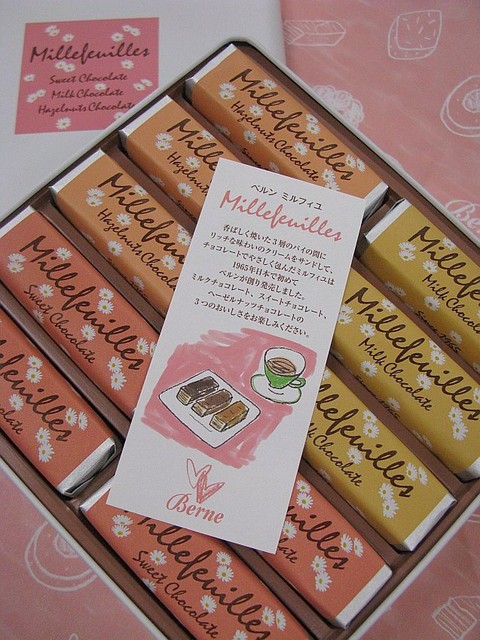 Millefeuilles
Sweet Chocolate
Milk Chocolate
Hazelnuts Chocolate
Millefeuilles
Hazelnuts Chocolate
Millefeuilles
Hazelnuts Chocolate
Millefeuilles
Hazelnuts Chocolate
Millefeuilles
Sweet Chocolate
Millefeuilles
Sweet Chocolate
ベルン ミルフィユ
Millefeuilles
香ばしく焼いた3層のパイの間に
リッチな味わいのクリームをサンドして、
チョコレートでやさしく包んだミルフィユは
1965年日本で初めて
ベルンが創り発売しました。
ミルクチョコレート、スイートチョコレート、
ヘーゼルナッツチョコレートの
3つのおいしさをお楽しみください。
Berne
Millefeuilles
Milk Chocolate
Since 1965
Millefeuilles
Milk Chocolate
Millefeuilles
Milk Chocolate
Millefeuilles
Chocolate
Millefeuilles
Sweet Chocolate